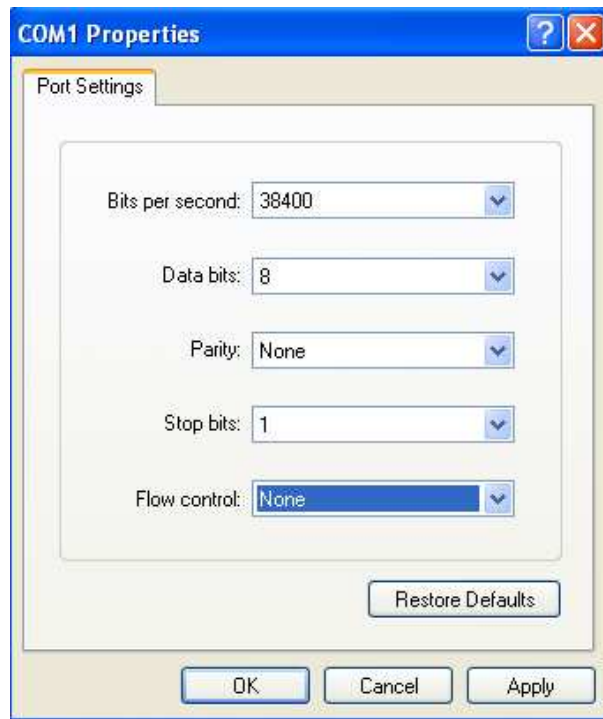 COM1 Properties
Port Settings
Bits per second: 38400
Data bits: 8
Parity: None
Stop bits: 1
Flow control: None
Restore Defaults
OK Cancel Apply